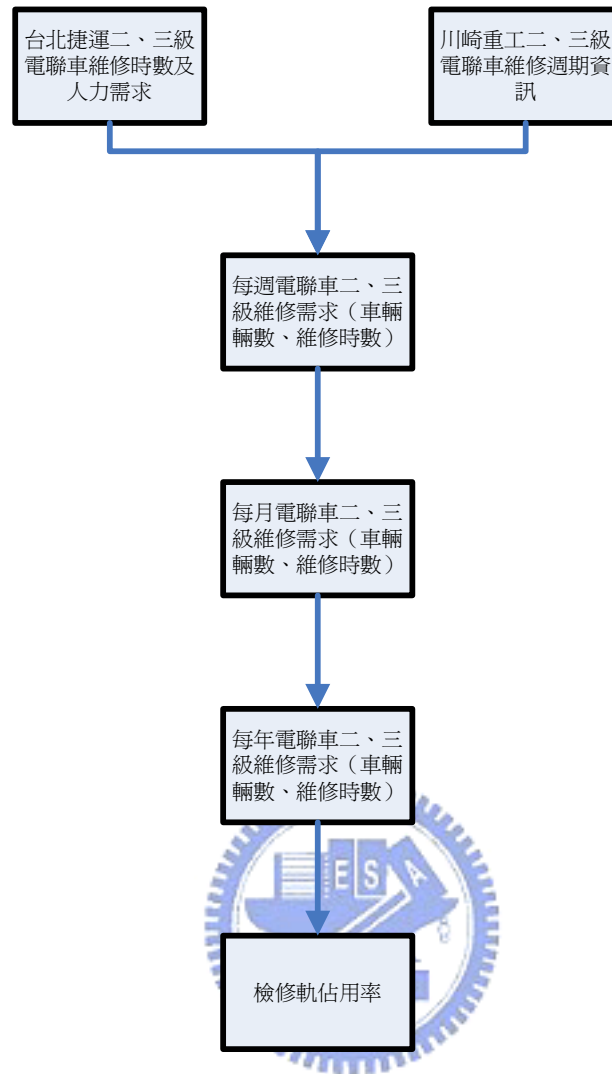 台北捷運二、三級
電聯車維修時數及
人力需求
川崎重工二、三級
電聯車維修週期資
訊
每週電聯車二、三
級維修需求（車輛
輛數、維修時數）
每月電聯車二、三
級維修需求（車輛
輛數、維修時數）
每年電聯車二、三
級維修需求（車輛
輛數、維修時數）
E S A
檢修軌佔用率